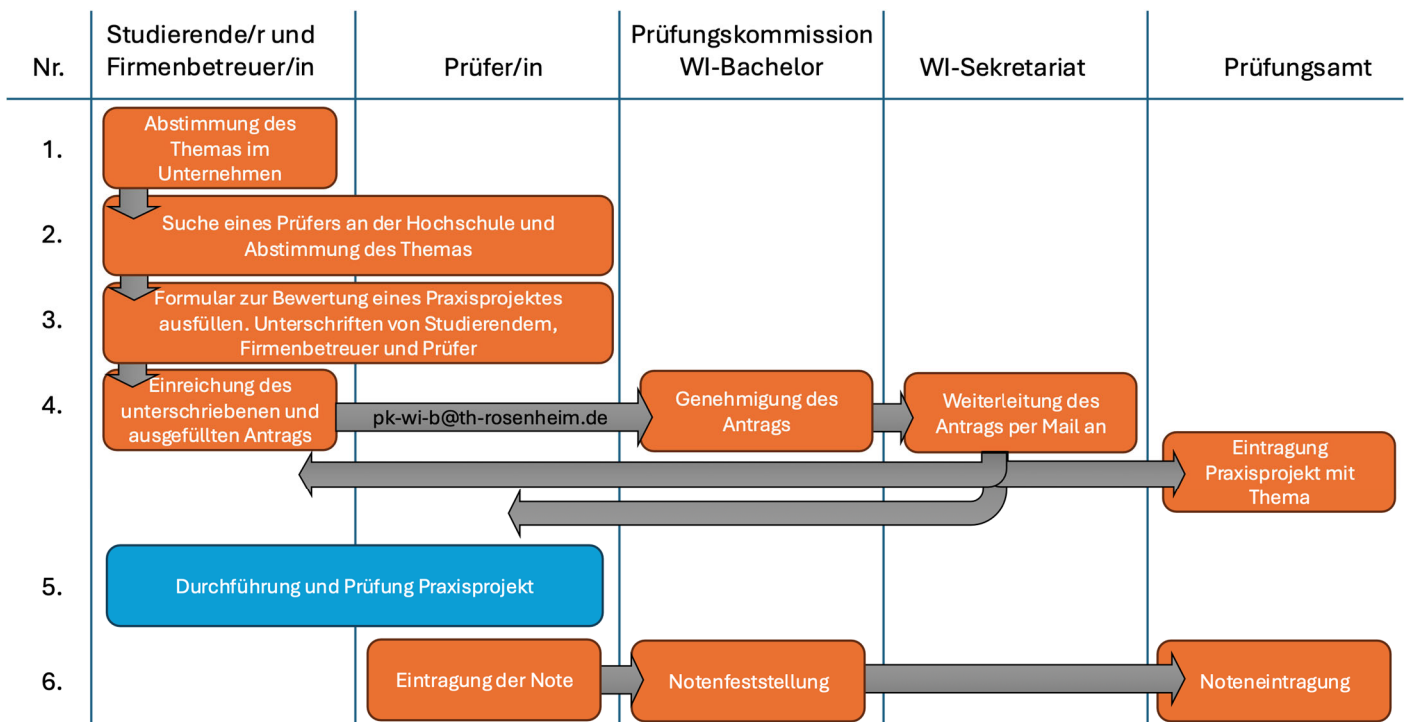 Nr.
Studierende/r und
Firmenbetreuer/in
Prüfer/in
Prüfungskommission
WI-Bachelor
WI-Sekretariat
Prüfungsamt
1.
Abstimmung des
Themas im
Unternehmen
2.
Suche eines Prüfers an der Hochschule und
Abstimmung des Themas
3.
Formular zur Bewertung eines Praxisprojektes
ausfüllen. Unterschriften von Studierendem,
Firmenbetreuer und Prüfer
4.
Einreichung des
unterschriebenen und
ausgefüllten Antrags
pk-wi-b@th-rosenheim.de
Genehmigung des
Antrags
Weiterleitung des
Antrags per Mail an
Eintragung
Praxisprojekt mit
Thema
5.
Durchführung und Prüfung Praxisprojekt
6.
Eintragung der Note
Notenfeststellung
Noteneintragung